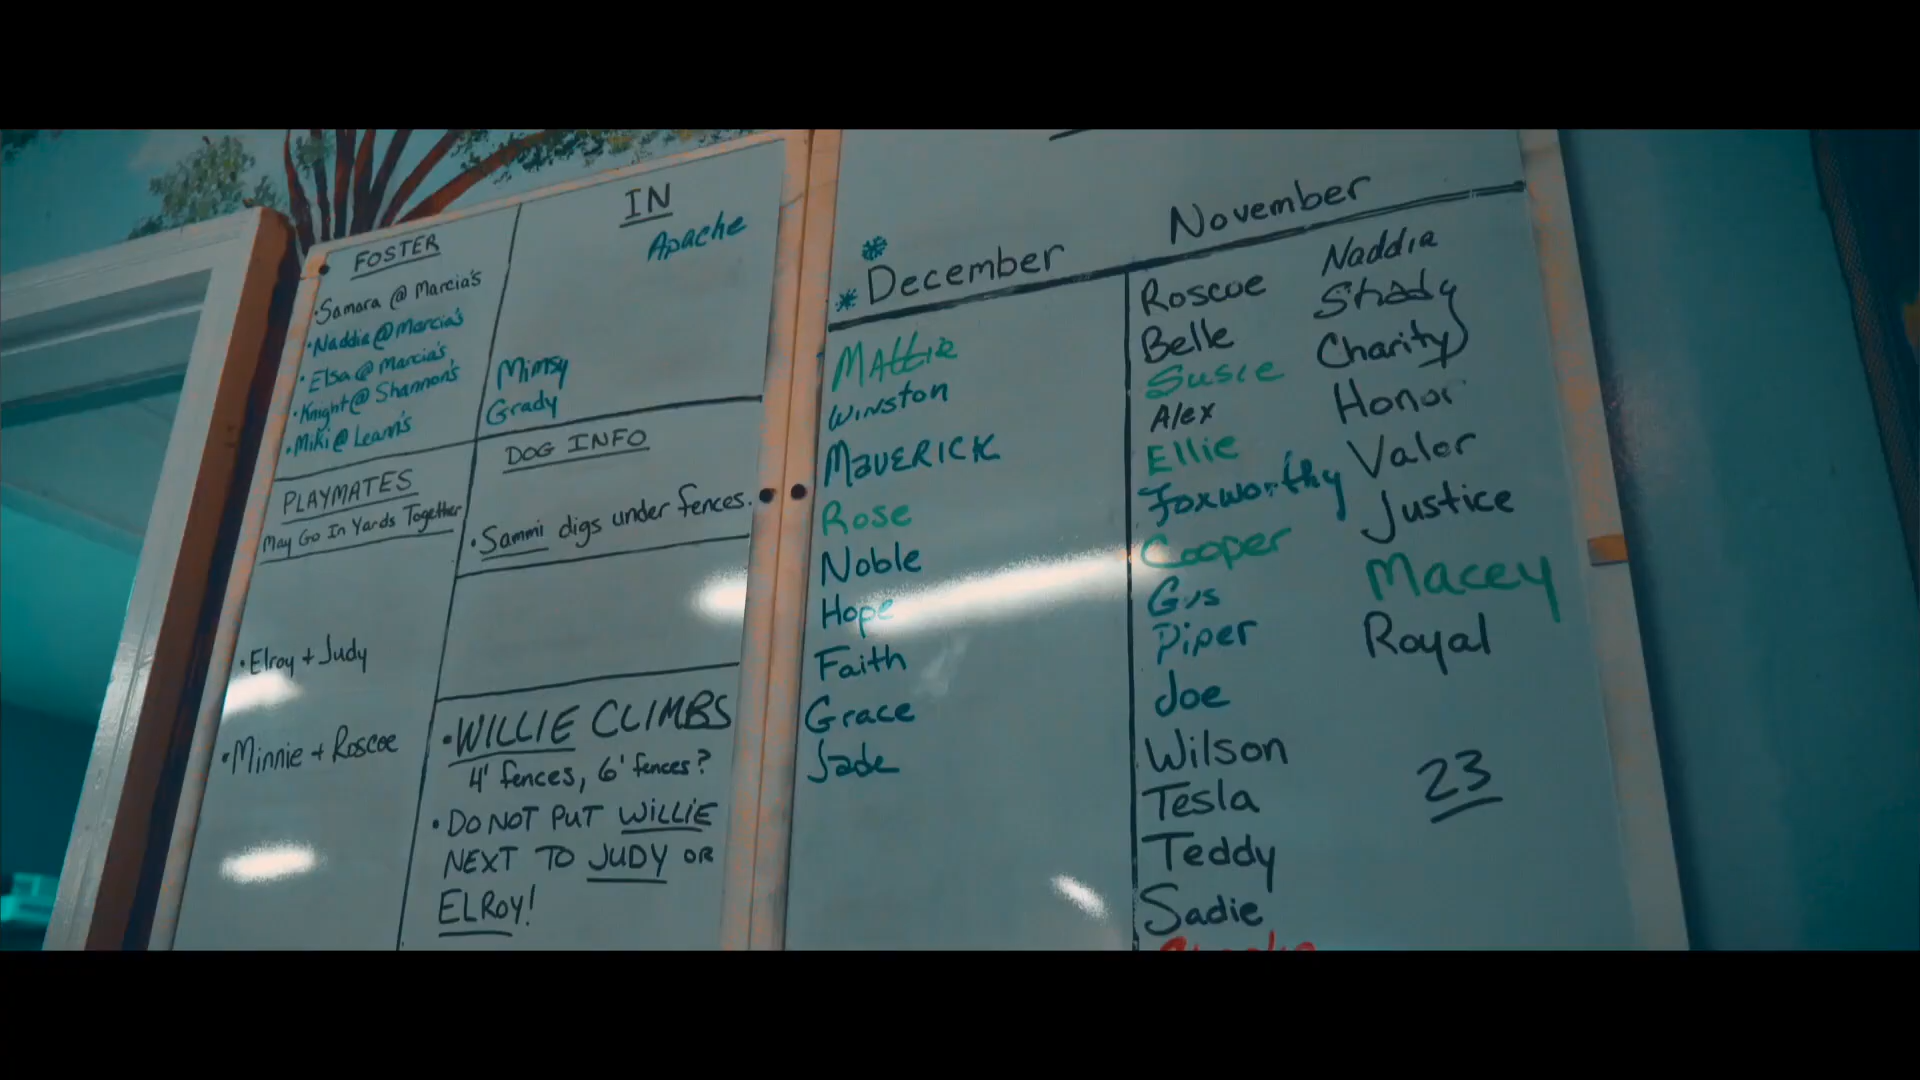 FOSTER
·Samara @ Marcia's
·Naddia @ Marcia's
·Elsa @ Marcia's
·Knight @ Shannon's
·Miki @ Leann's
IN
Apache
Mimsy
Grady
PLAYMATES
May Go In Yards Together
·Elroy + Judy
·Minnie + Roscoe
DOG INFO
·Sammi digs under fences.
·WILLIE CLIMBS
4' fences, 6' fences?
·DO NOT PUT WILLIE
NEXT TO JUDY OR
ELROY!
December
Mattie
Winston
MAVERICK
Rose
Noble
Hope
Faith
Grace
Jade
November
Roscoe
Belle
Susie
Alex
Ellie
Foxworthy
Cooper
Gus
Piper
Joe
Wilson
Tesla
Teddy
Sadie
Naddia
Shady
Charity
Honor
Valor
Justice
Macey
Royal
23